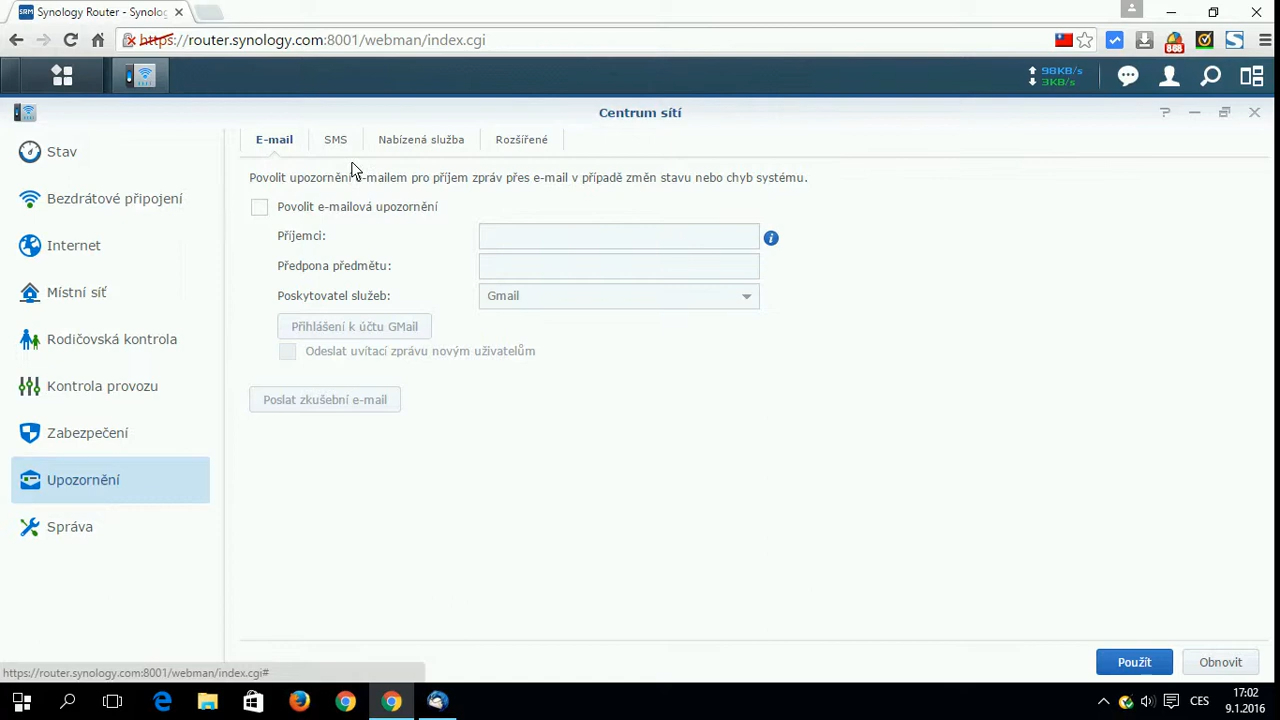 SRM Synology Router - Synolog
https://router.synology.com:8001/webman/index.cgi
888
98KB/s
3KB/s
Centrum sítí
?
Stav
Bezdrátové připojení
Internet
Místní síť
Rodičovská kontrola
Kontrola provozu
Zabezpečení
Upozornění
Správa
E-mail SMS Nabízená služba Rozšířené
Povolit upozornění e-mailem pro příjem zpráv přes e-mail v případě změn stavu nebo chyb systému.
Povolit e-mailová upozornění
Příjemci:
i
Předpona předmětu:
Poskytovatel služeb: Gmail
Přihlášení k účtu GMail
Odeslat uvítací zprávu novým uživatelům
Poslat zkušební e-mail
Použít Obnovit
https://router.synology.com:8001/webman/index.cgi#
CES
17:02
9.1.2016